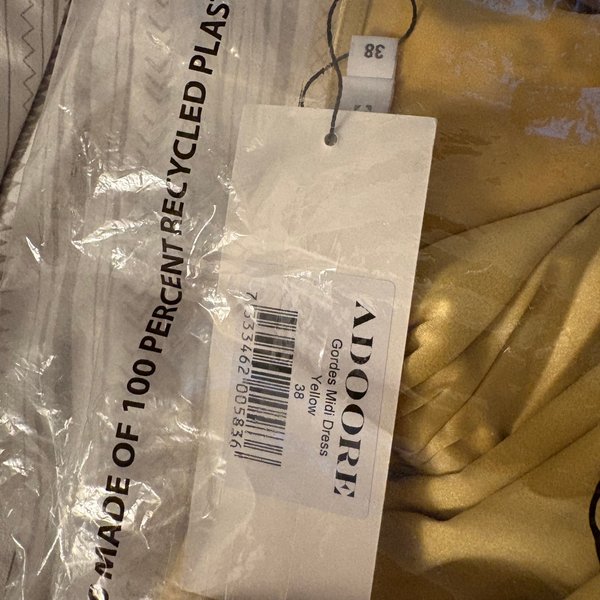 MADE OF 100 PERCENT RECYCLED PLAS
38
ADOORE
Gordes Midi Dress
Yellow
38
7333462005836